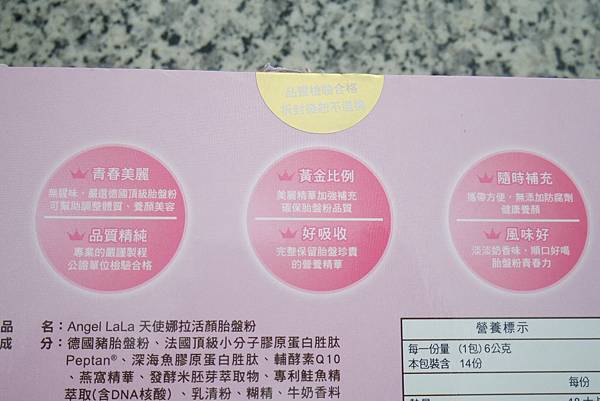 品質檢驗合格
拆封後恕不退換
青春美麗
無腥味，嚴選德國頂級胎盤粉
可幫助調整體質、養顏美容
品質精純
專業的嚴謹製程
公證單位檢驗合格
黃金比例
美麗精華加強補充
確保胎盤粉品質
好吸收
完整保留胎盤珍貴
的營養精華
隨時補充
攜帶方便，無添加防腐劑
健康養顏
風味好
淡淡奶香味，順口好喝
胎盤粉青春力
品　名：Angel LaLa 天使娜拉活顏胎盤粉
成　分：德國豬胎盤粉、法國頂級小分子膠原蛋白胜肽
Peptan®、深海魚膠原蛋白胜肽、輔酵素Q10
、燕窩精華、發酵米胚芽萃取物、專利鮭魚精
萃取(含DNA核酸）、乳清粉、糊精、牛奶香料
營養標示
每一份量 (1包) 6公克
本包裝含 14份
每份